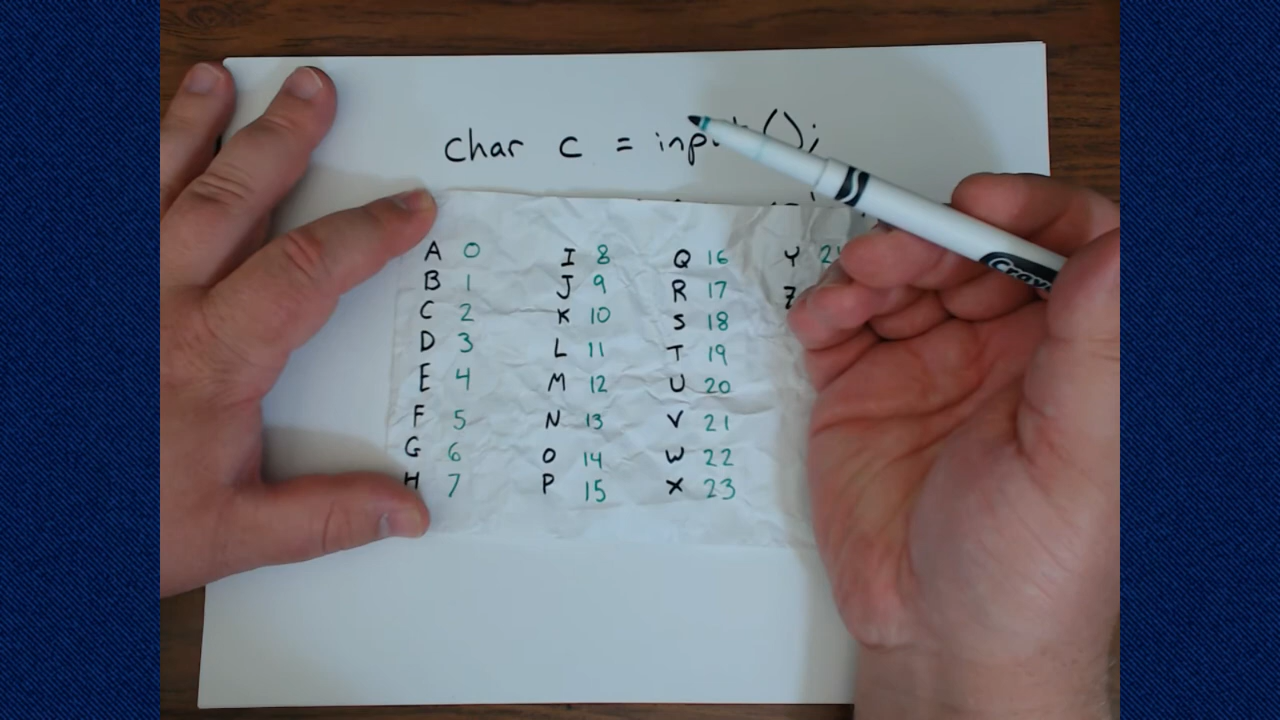 char c = input();
A 0 I 8 Q 16 Y
B 1 J 9 R 17 Z
C 2 K 10 S 18
D 3 L 11 T 19
E 4 M 12 U 20
F 5 N 13 V 21
G 6 O 14 W 22
H 7 P 15 X 23